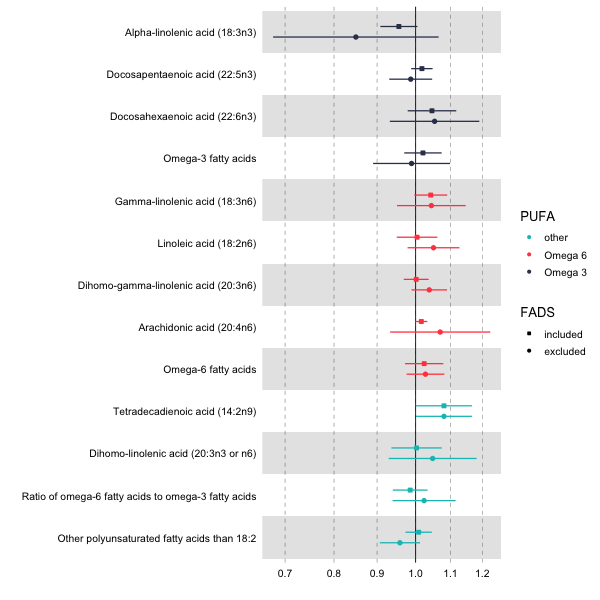 Alpha-linolenic acid (18:3n3)
Docosapentaenoic acid (22:5n3)
Docosahexaenoic acid (22:6n3)
Omega-3 fatty acids
Gamma-linolenic acid (18:3n6)
Linoleic acid (18:2n6)
Dihomo-gamma-linolenic acid (20:3n6)
Arachidonic acid (20:4n6)
Omega-6 fatty acids
Tetradecadienoic acid (14:2n9)
Dihomo-linolenic acid (20:3n3 or n6)
Ratio of omega-6 fatty acids to omega-3 fatty acids
Other polyunsaturated fatty acids than 18:2
0.7 0.8 0.9 1.0 1.1 1.2
PUFA
other
Omega 6
Omega 3
FADS
included
excluded